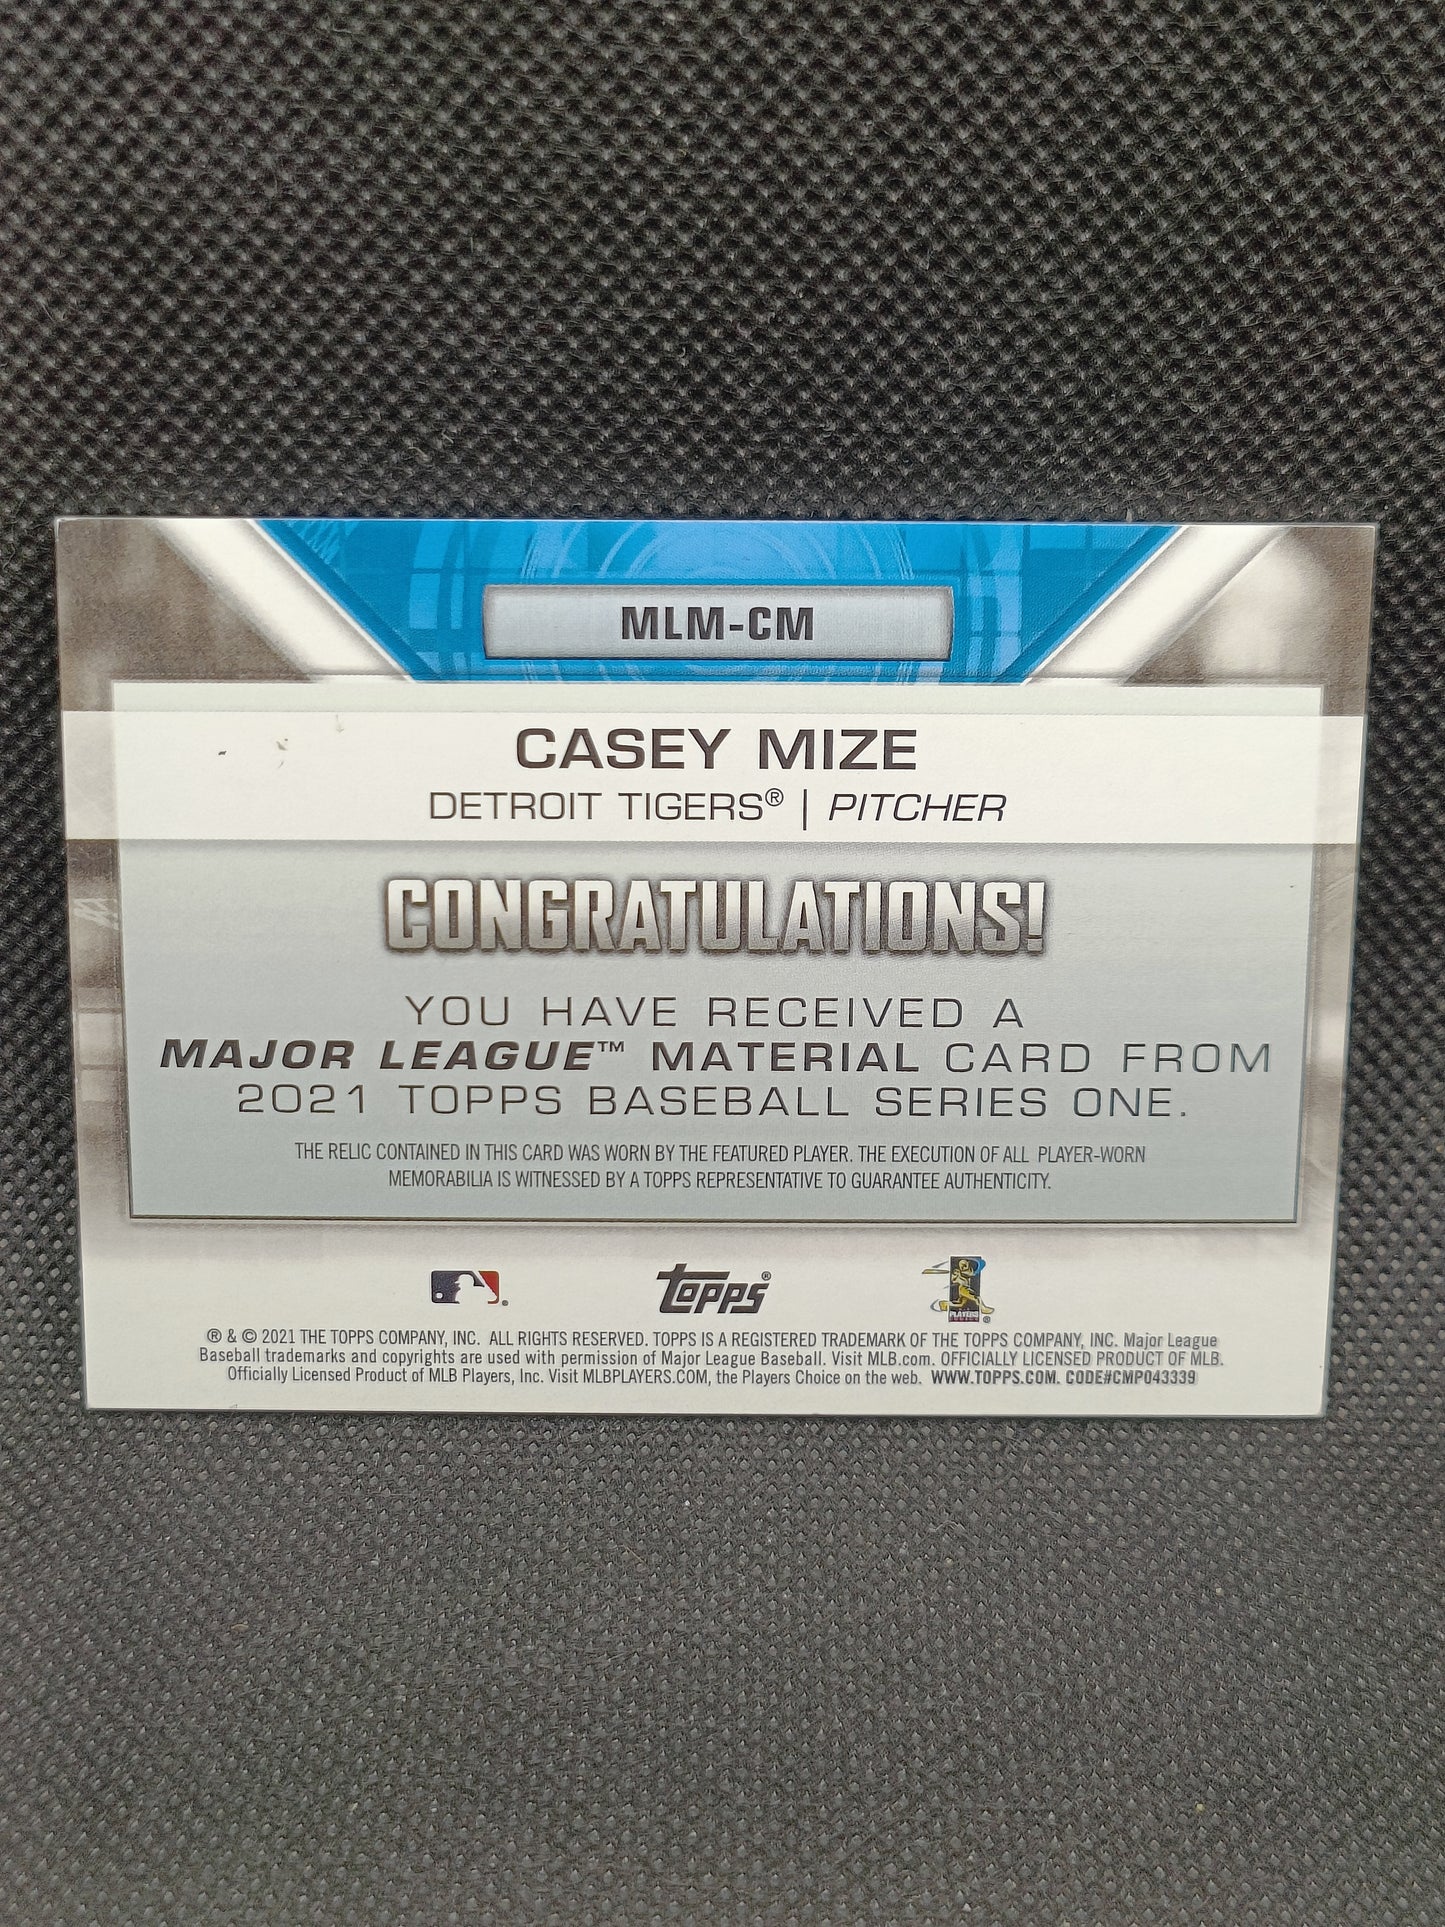 MLM-CM
CASEY MIZE
DETROIT TIGERS® | PITCHER
CONGRATULATIONS!
YOU HAVE RECEIVED A
MAJOR LEAGUE™ MATERIAL CARD FROM
2021 TOPPS BASEBALL SERIES ONE.
THE RELIC CONTAINED IN THIS CARD WAS WORN BY THE FEATURED PLAYER. THE EXECUTION OF ALL PLAYER-WORN
MEMORABILIA IS WITNESSED BY A TOPPS REPRESENTATIVE TO GUARANTEE AUTHENTICITY.
topps® PLAYERS
® & © 2021 THE TOPPS COMPANY, INC. ALL RIGHTS RESERVED. TOPPS IS A REGISTERED TRADEMARK OF THE TOPPS COMPANY, INC. Major League
Baseball trademarks and copyrights are used with permission of Major League Baseball. Visit MLB.com. OFFICIALLY LICENSED PRODUCT OF MLB.
Officially Licensed Product of MLB Players, Inc. Visit MLBPLAYERS.COM, the Players Choice on the web. WWW.TOPPS.COM. CODE#CMP043339